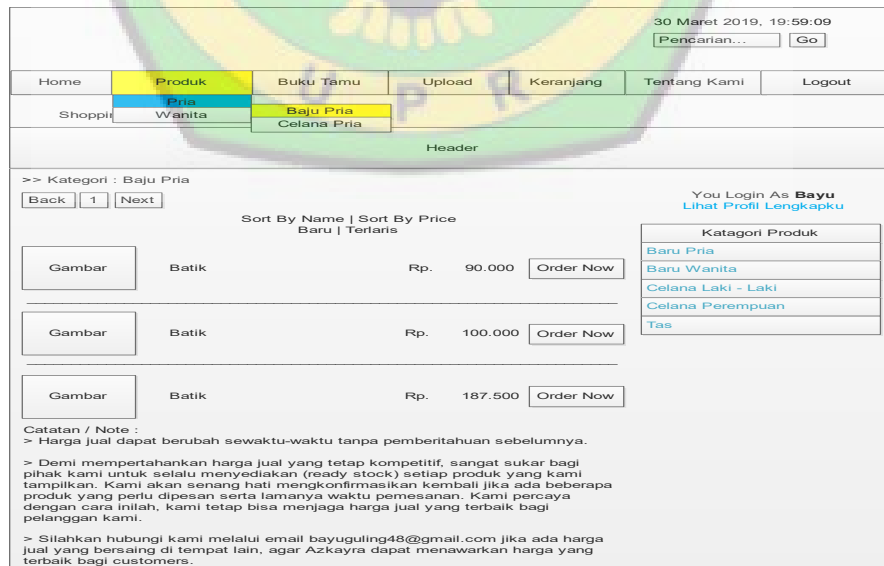 30 Maret 2019, 19:59:09
Pencarian... Go
Home Produk Buku Tamu Upload Keranjang Tentang Kami Logout
Pria
Wanita
Baju Pria
Celana Pria
Shoppin
U P R
Header
>> Kategori : Baju Pria
Back 1 Next
Sort By Name | Sort By Price
Baru | Terlaris
Gambar Batik Rp. 90.000 Order Now
Gambar Batik Rp. 100.000 Order Now
Gambar Batik Rp. 187.500 Order Now
You Login As Bayu
Lihat Profil Lengkapku
Katagori Produk
Baru Pria
Baru Wanita
Celana Laki - Laki
Celana Perempuan
Tas
Catatan / Note :
> Harga jual dapat berubah sewaktu-waktu tanpa pemberitahuan sebelumnya.
> Demi mempertahankan harga jual yang tetap kompetitif, sangat sukar bagi
pihak kami untuk selalu menyediakan (ready stock) setiap produk yang kami
tampilkan. Kami akan senang hati mengkonfirmasikan kembali jika ada beberapa
produk yang perlu dipesan serta lamanya waktu pemesanan. Kami percaya
dengan cara inilah, kami tetap bisa menjaga harga jual yang terbaik bagi
pelanggan kami.
> Silahkan hubungi kami melalui email bayuguling48@gmail.com jika ada harga
jual yang bersaing di tempat lain, agar Azkayra dapat menawarkan harga yang
terbaik bagi customers.